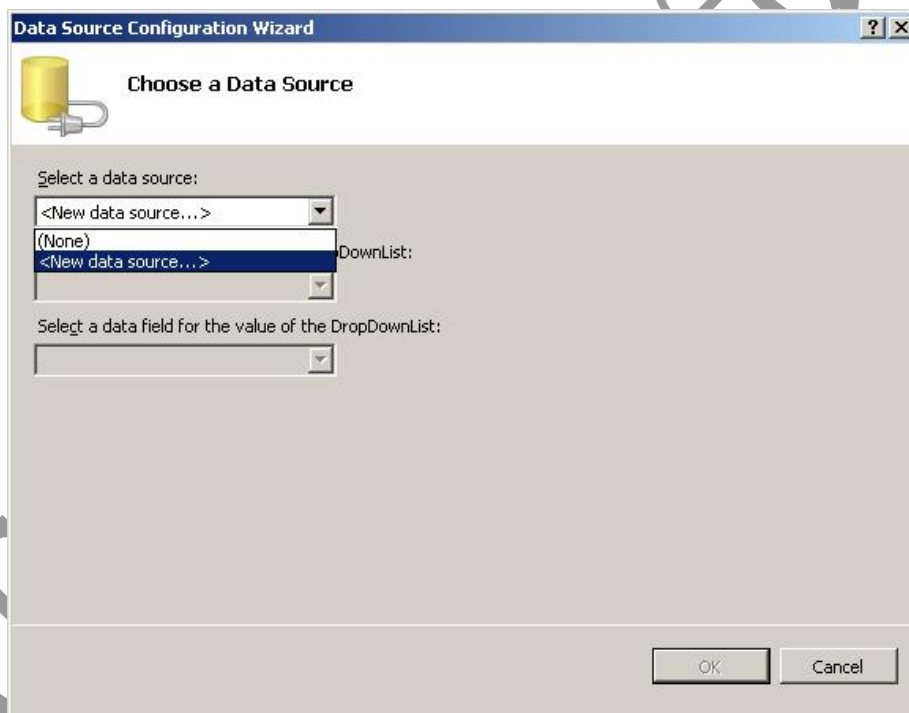 Data Source Configuration Wizard
Choose a Data Source
Select a data source:
<New data source...>
(None)
<New data source...>
DownList:
Select a data field for the value of the DropDownList:
OK
Cancel